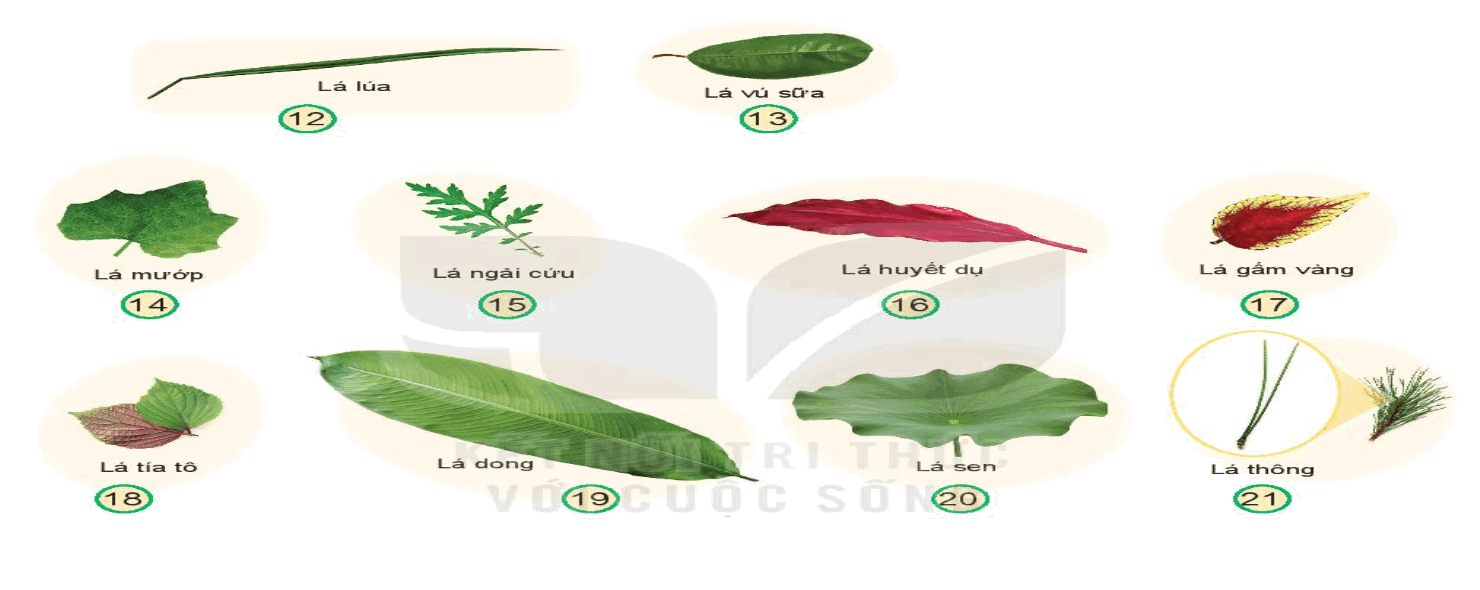 Lá lúa
12
Lá vú sữa
13
Lá mướp
14
Lá ngải cứu
15
Lá huyết dụ
16
Lá gấm vàng
17
Lá tía tô
18
Lá dong
19
Lá sen
20
Lá thông
21
KẾT NỐI TRI THỨC
VỚI CUỘC SỐNG